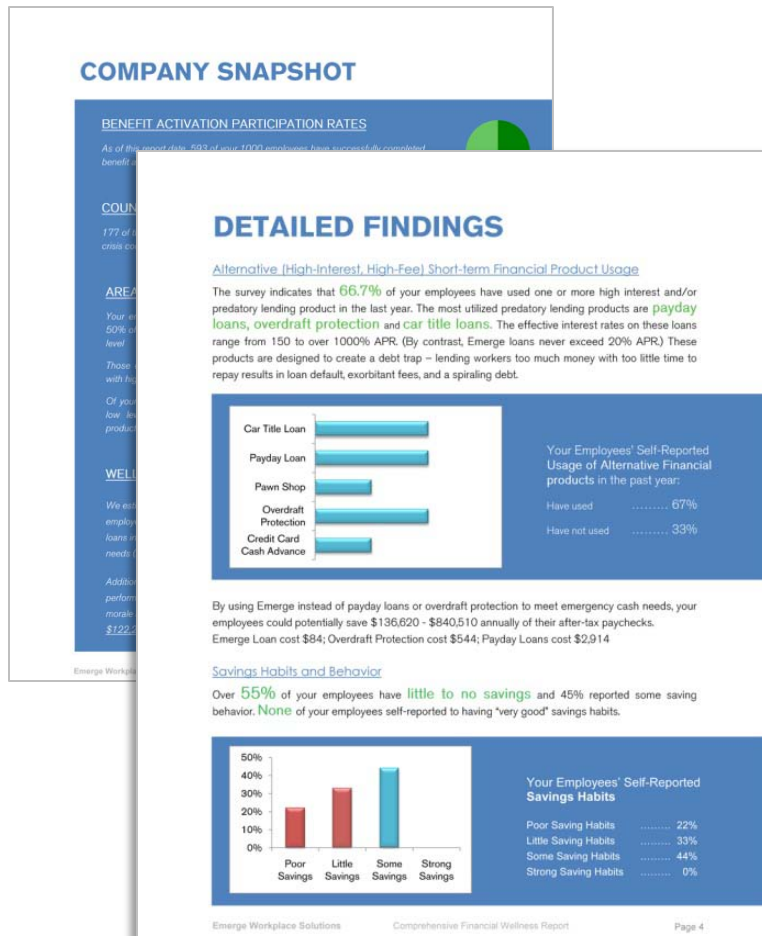 COMPANY SNAPSHOT
BENEFIT ACTIVATION PARTICIPATION RATES
As of this report date, 593 of your 1000 employees have successfully completed
benefit
COUN
177 of
crisis
AREA
Your
50% of
level
Those
with
Of your
low
product
WELL
We
employ
loans in
needs
Addition
perform
morale
$122,2
Emerge Workpla
DETAILED FINDINGS
Alternative (High-Interest, High-Fee) Short-term Financial Product Usage
The survey indicates that 66.7% of your employees have used one or more high interest and/or
predatory lending product in the last year. The most utilized predatory lending products are payday
loans, overdraft protection and car title loans. The effective interest rates on these loans
range from 150 to over 1000% APR. (By contrast, Emerge loans never exceed 20% APR.) These
products are designed to create a debt trap – lending workers too much money with too little time to
repay results in loan default, exorbitant fees, and a spiraling debt.
Car Title Loan
Payday Loan
Pawn Shop
Overdraft
Protection
Credit Card
Cash Advance
Your Employees' Self-Reported
Usage of Alternative Financial
products in the past year:
Have used ......... 67%
Have not used ......... 33%
By using Emerge instead of payday loans or overdraft protection to meet emergency cash needs, your
employees could potentially save $136,620 - $840,510 annually of their after-tax paychecks.
Emerge Loan cost $84; Overdraft Protection cost $544; Payday Loans cost $2,914
Savings Habits and Behavior
Over 55% of your employees have little to no savings and 45% reported some saving
behavior. None of your employees self-reported to having "very good" savings habits.
50%
40%
30%
20%
10%
0%
Poor Little Some Strong
Savings Savings Savings Savings
Your Employees' Self-Reported
Savings Habits
Poor Saving Habits ......... 22%
Little Saving Habits ......... 33%
Some Saving Habits ......... 44%
Strong Saving Habits ......... 0%
Emerge Workplace Solutions Comprehensive Financial Wellness Report Page 4